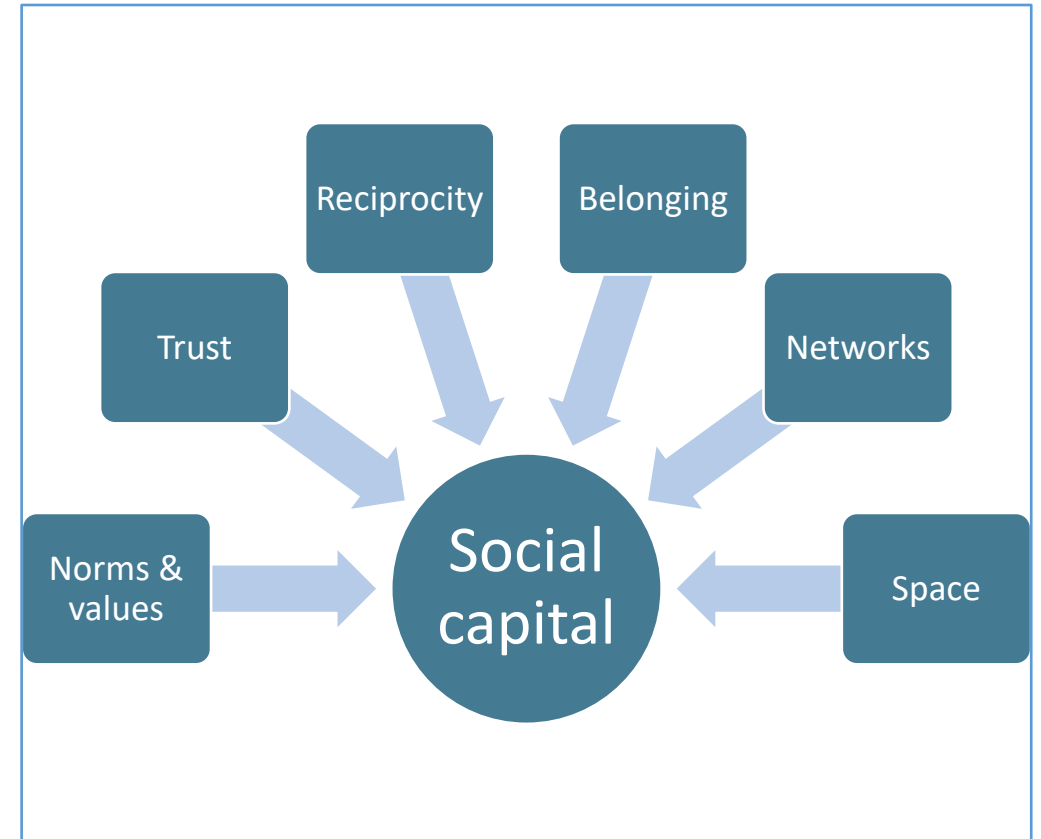 Reciprocity
Belonging
Trust
Networks
Norms &
values
Social
capital
Space